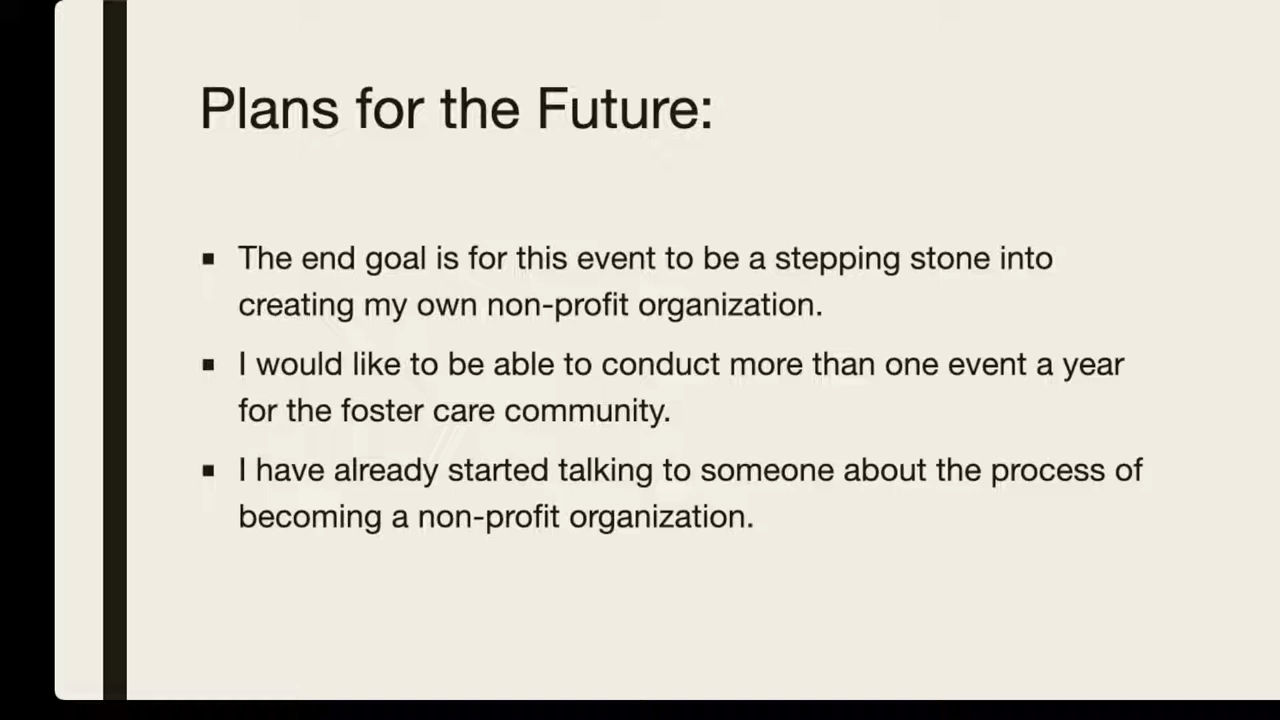 Plans for the Future:
▪ The end goal is for this event to be a stepping stone into
creating my own non-profit organization.
▪ I would like to be able to conduct more than one event a year
for the foster care community.
▪ I have already started talking to someone about the process of
becoming a non-profit organization.